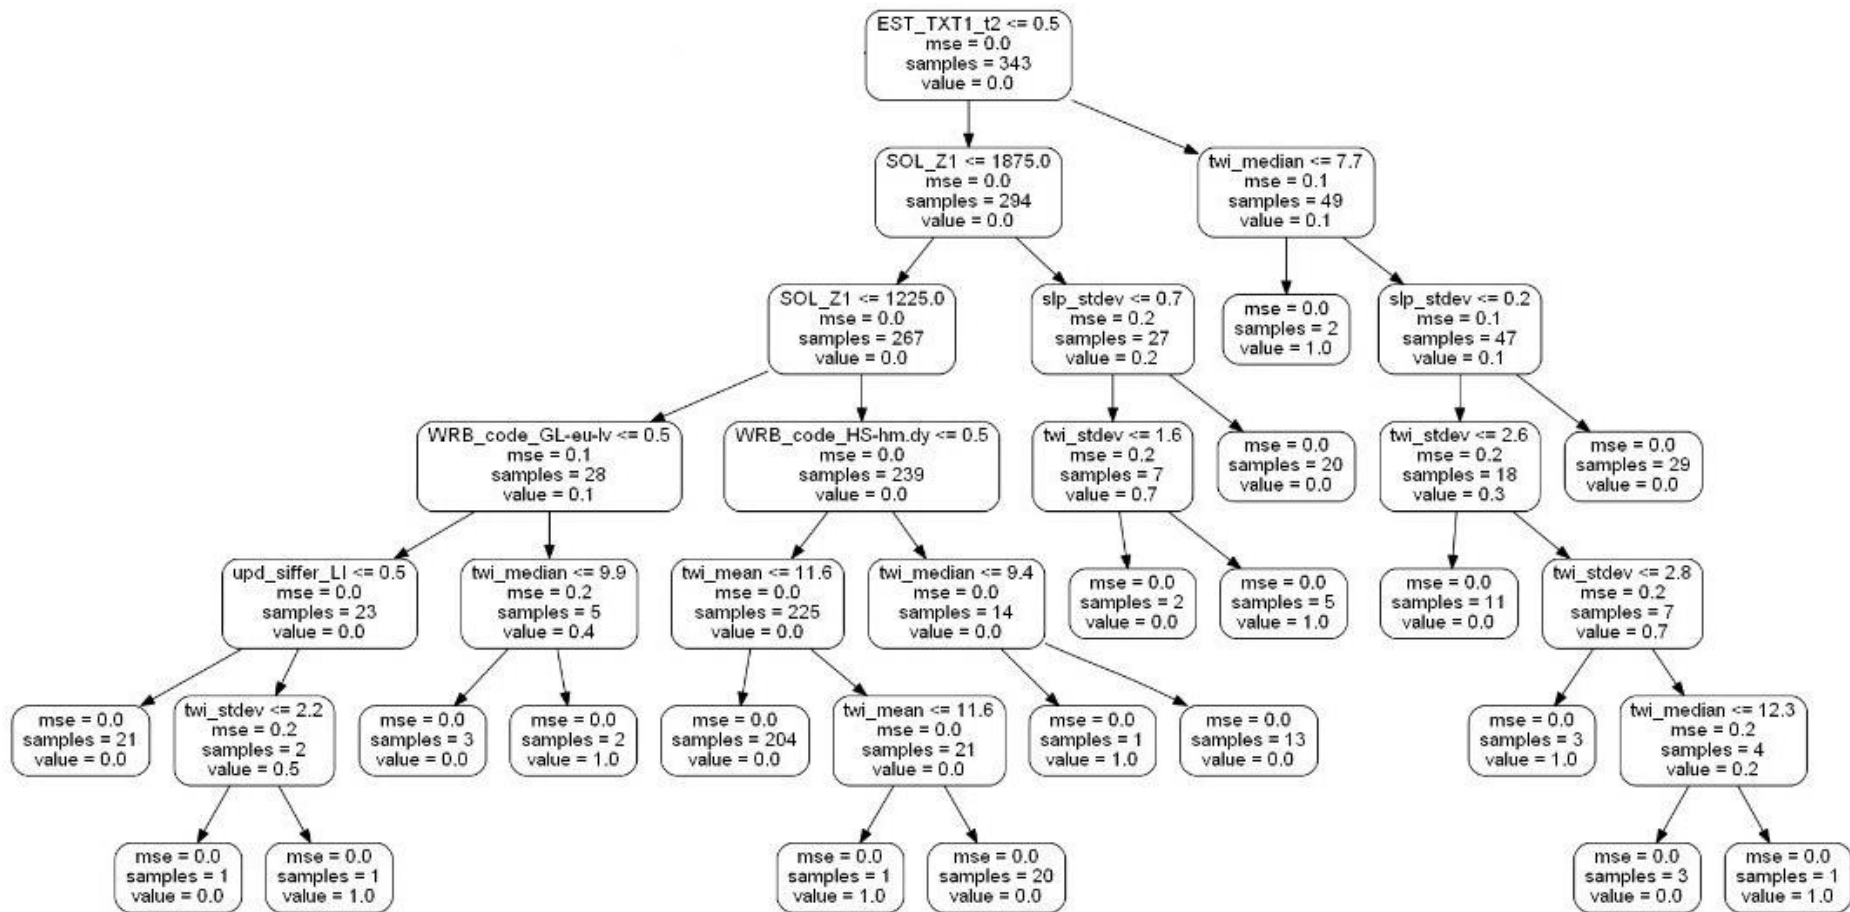 EST_TXT1_t2 <= 0.5
mse = 0.0
samples = 343
value = 0.0
SOL_Z1 <= 1875.0
mse = 0.0
samples = 294
value = 0.0
twi_median <= 7.7
mse = 0.1
samples = 49
value = 0.1
SOL_Z1 <= 1225.0
mse = 0.0
samples = 267
value = 0.0
slp_stdev <= 0.7
mse = 0.2
samples = 27
value = 0.2
mse = 0.0
samples = 2
value = 1.0
slp_stdev <= 0.2
mse = 0.1
samples = 47
value = 0.1
WRB_code_GL-eu-lv <= 0.5
mse = 0.1
samples = 28
value = 0.1
WRB_code_HS-hm.dy <= 0.5
mse = 0.0
samples = 239
value = 0.0
twi_stdev <= 1.6
mse = 0.2
samples = 7
value = 0.7
mse = 0.0
samples = 20
value = 0.0
twi_stdev <= 2.6
mse = 0.2
samples = 18
value = 0.3
mse = 0.0
samples = 29
value = 0.0
upd_siffer_LI <= 0.5
mse = 0.0
samples = 23
value = 0.0
twi_median <= 9.9
mse = 0.2
samples = 5
value = 0.4
twi_mean <= 11.6
mse = 0.0
samples = 225
value = 0.0
twi_median <= 9.4
mse = 0.0
samples = 14
value = 0.0
mse = 0.0
samples = 2
value = 0.0
mse = 0.0
samples = 5
value = 1.0
mse = 0.0
samples = 11
value = 0.0
twi_stdev <= 2.8
mse = 0.2
samples = 7
value = 0.7
mse = 0.0
samples = 21
value = 0.0
twi_stdev <= 2.2
mse = 0.2
samples = 2
value = 0.5
mse = 0.0
samples = 3
value = 0.0
mse = 0.0
samples = 2
value = 1.0
mse = 0.0
samples = 204
value = 0.0
twi_mean <= 11.6
mse = 0.0
samples = 21
value = 0.0
mse = 0.0
samples = 1
value = 1.0
mse = 0.0
samples = 13
value = 0.0
mse = 0.0
samples = 3
value = 1.0
twi_median <= 12.3
mse = 0.2
samples = 4
value = 0.2
mse = 0.0
samples = 1
value = 0.0
mse = 0.0
samples = 1
value = 1.0
mse = 0.0
samples = 1
value = 1.0
mse = 0.0
samples = 20
value = 0.0
mse = 0.0
samples = 3
value = 0.0
mse = 0.0
samples = 1
value = 1.0